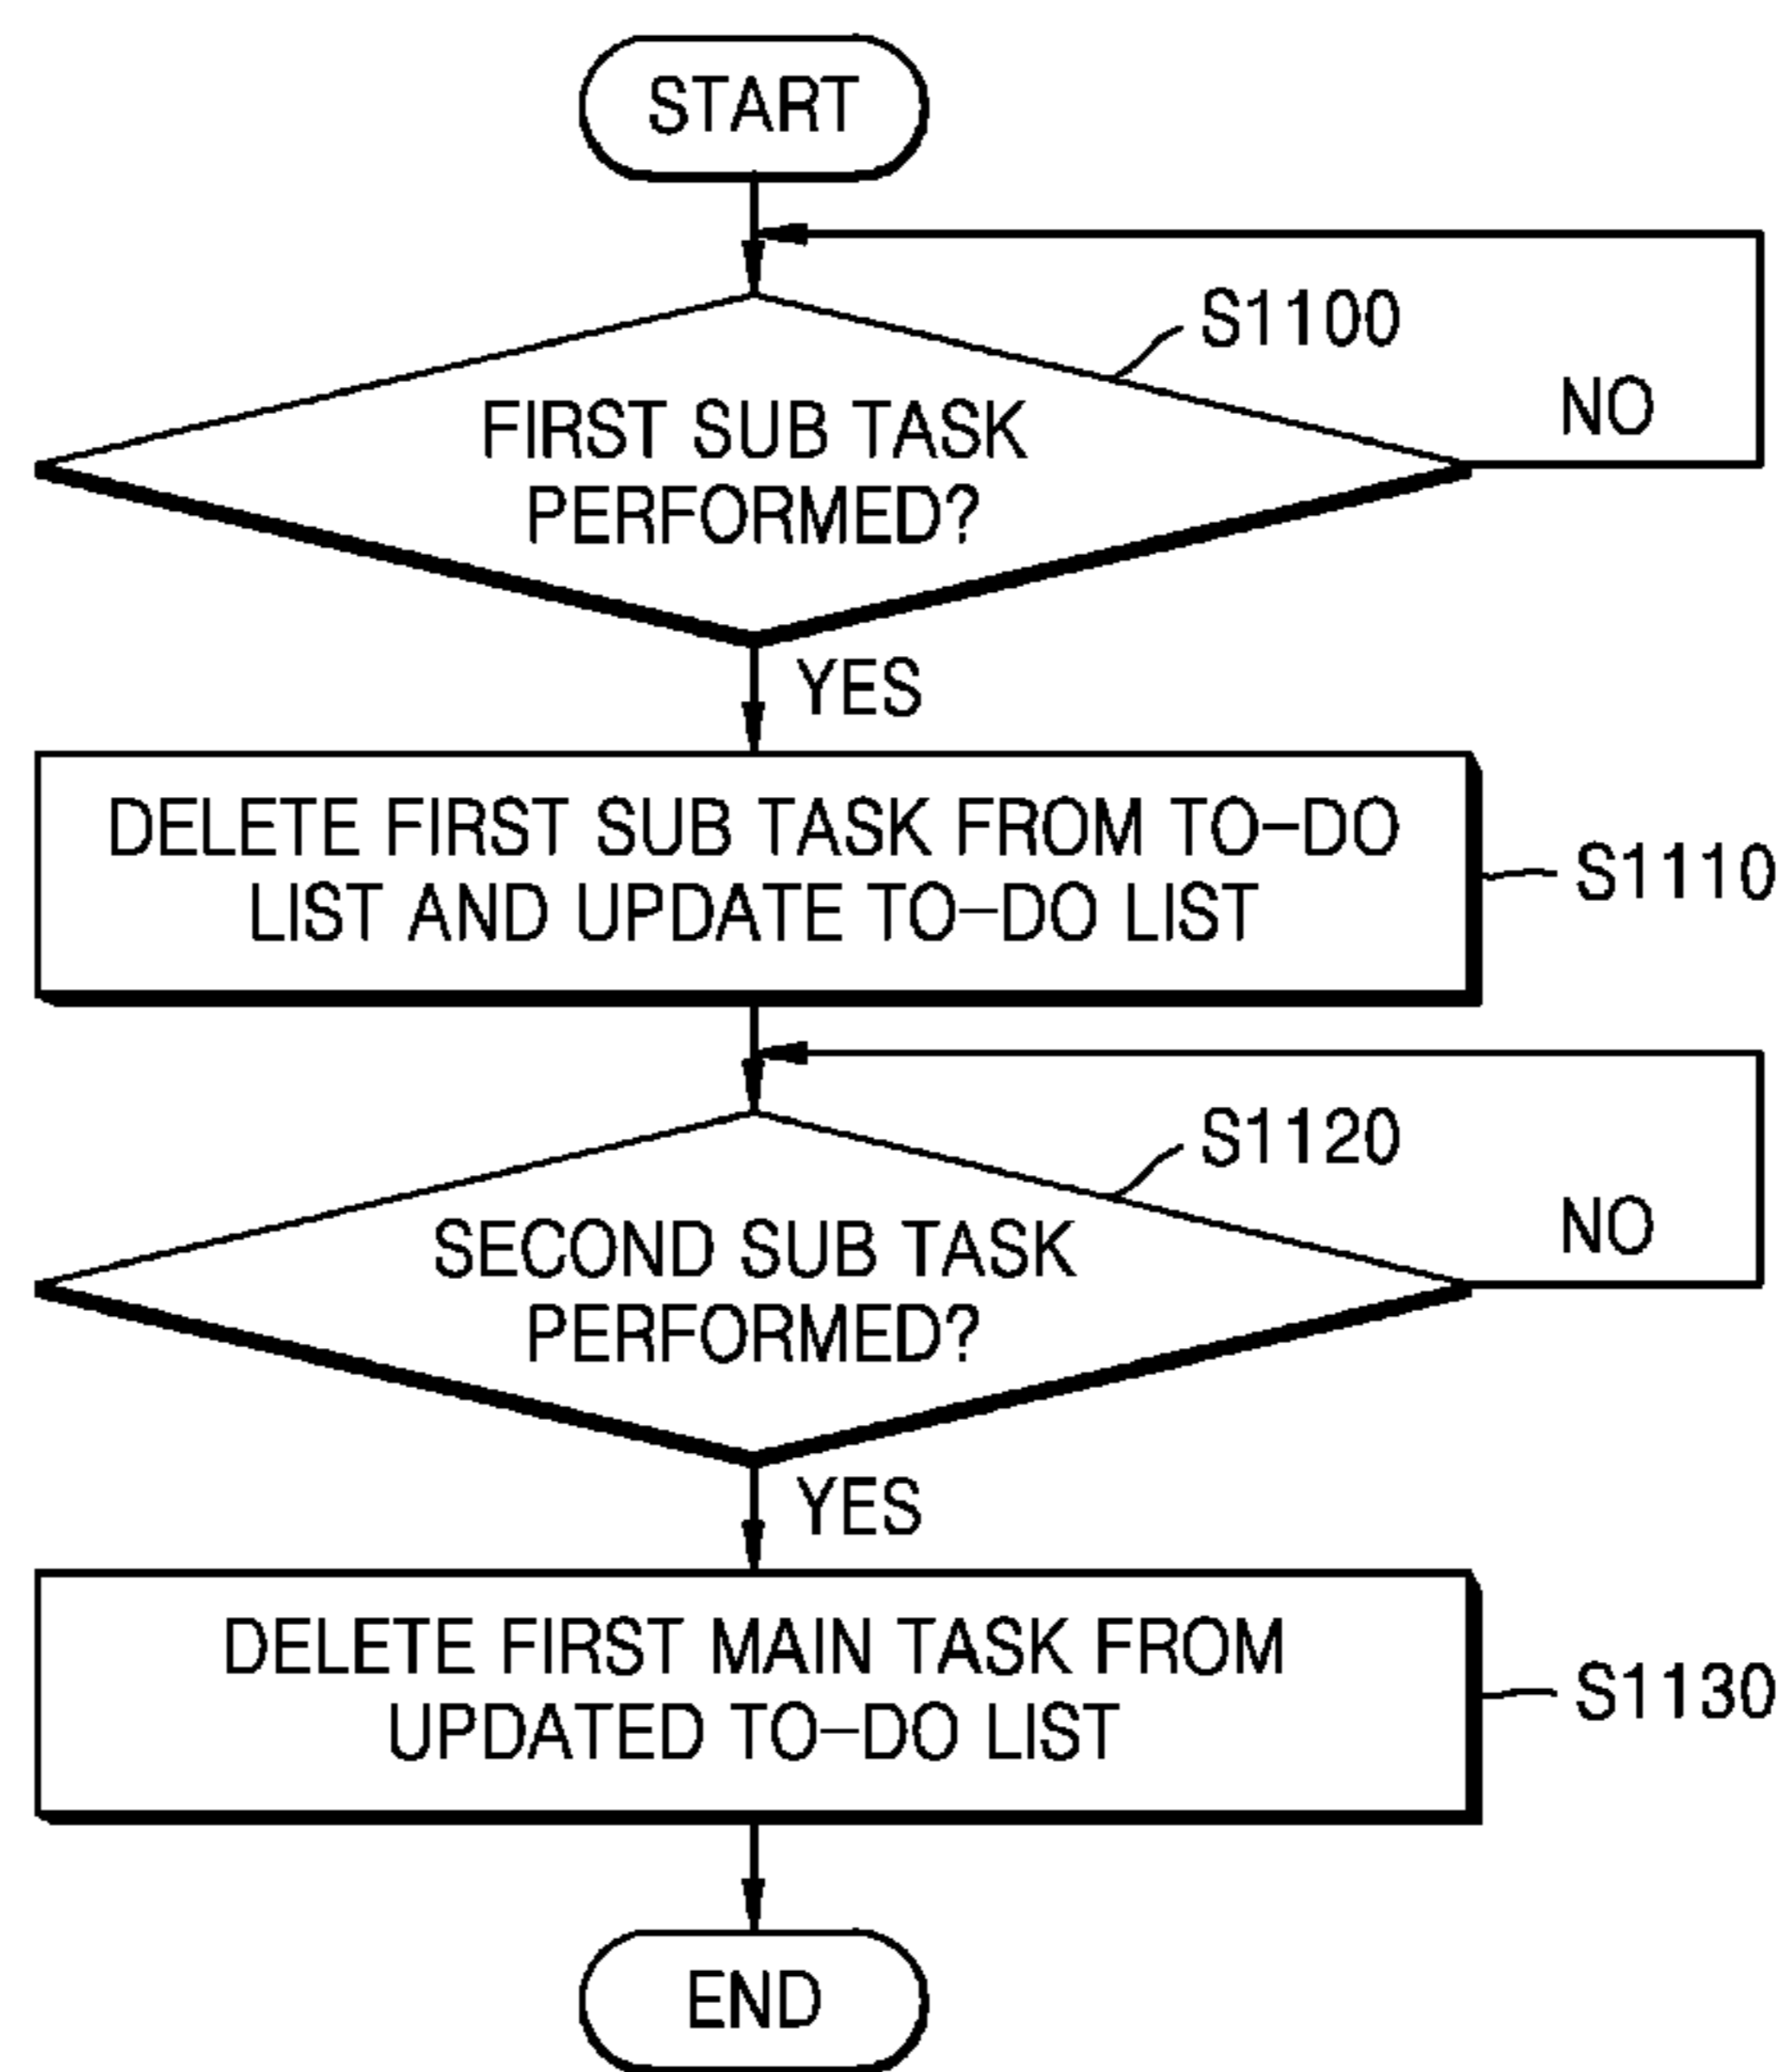 START
S1100
NO
FIRST SUB TASK
PERFORMED?
YES
DELETE FIRST SUB TASK FROM TO-DO
LIST AND UPDATE TO-DO LIST
S1110
S1120
NO
SECOND SUB TASK
PERFORMED?
YES
DELETE FIRST MAIN TASK FROM
UPDATED TO-DO LIST
S1130
END